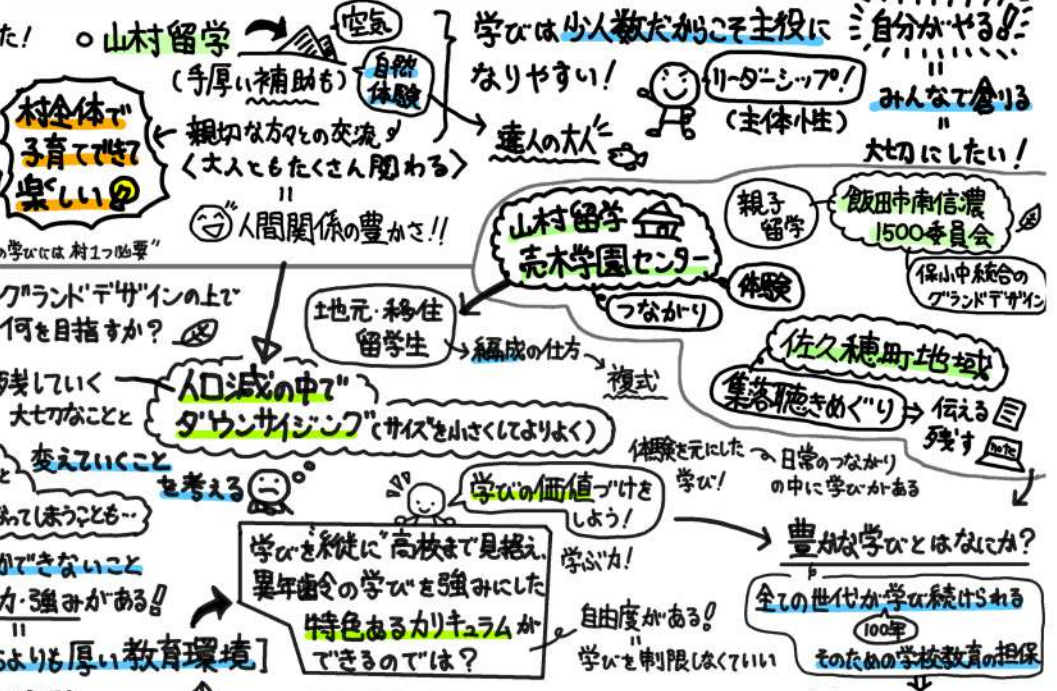 た!
○山村留学
空気
(手厚い補助も)
自然
体験
村全体で
子育てできて
楽しい
親切な方々との交流
〈大人ともたくさん関わる〉
=
人間関係の豊かさ!!
の学びには村1つ必要"
学びは少人数だからこそ主役に
なりやすい!
リーダーシップ!
(主体性)
達人の大人
自分がやる!!
=
みんなで創る
=
大切にしたい!
山村留学
売木学園センター
つながり
体験
親子
留学
飯田市南信濃
1500委員会
保小中統合の
グランドデザイン
地元・移住
留学生
編成の仕方
複式
佐久穂町地域
集落聴きめぐり
伝える
残す
note
グランドデザインの上で
何を目指すか?
残していく
大切なことと
変えていくこと
を考える
人口減の中で
ダウンサイジング(サイズを小さくしてよりよく)
と
なってしまうことも…
ができないこと
力・強みがある!!
=
よりも厚い教育環境]
学びの価値づけを
しよう!
体験を元にした
学び!
日常のつながり
の中に学びがある
学びを縦に高校まで見据え、
異年齢の学びを強みにした
特色あるカリキュラムが
できるのでは?
学ぶ力!
自由度がある!!
=
学びを制限しなくていい
豊かな学びとはなにか?
全ての世代が学び続けられる
100年
そのための学校教育の担保